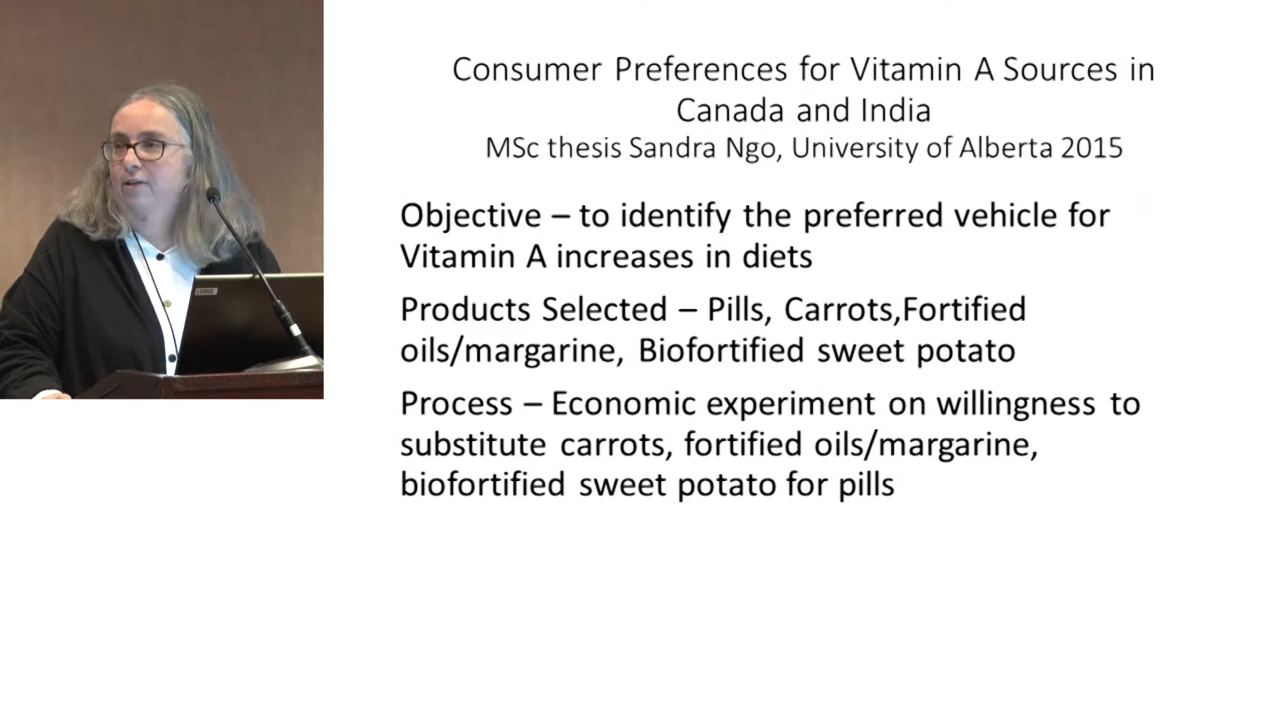 Consumer Preferences for Vitamin A Sources in
Canada and India
MSc thesis Sandra Ngo, University of Alberta 2015
Objective – to identify the preferred vehicle for
Vitamin A increases in diets
Products Selected – Pills, Carrots,Fortified
oils/margarine, Biofortified sweet potato
Process – Economic experiment on willingness to
substitute carrots, fortified oils/margarine,
biofortified sweet potato for pills